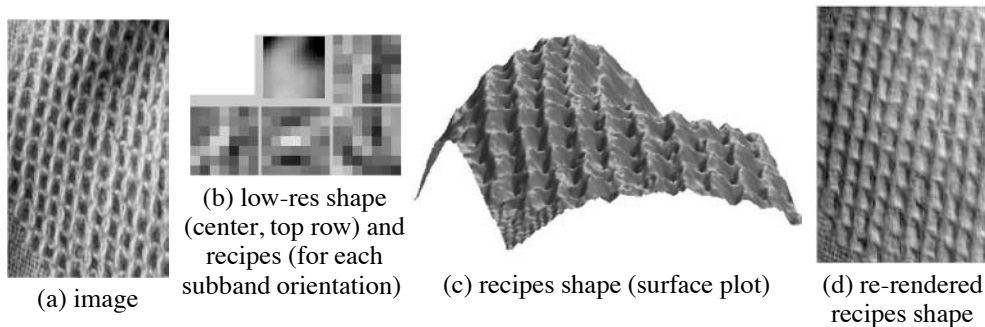 (a) image
(b) low-res shape
(center, top row) and
recipes (for each
subband orientation)
(c) recipes shape (surface plot)
(d) re-rendered
recipes shape